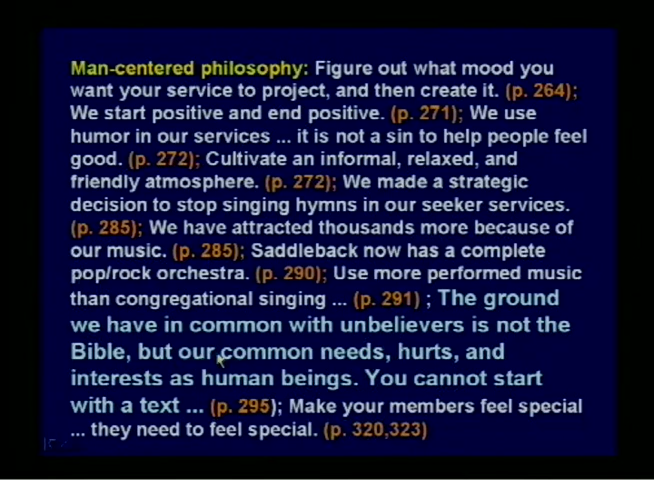 Man-centered philosophy: Figure out what mood you
want your service to project, and then create it. (p. 264);
We start positive and end positive. (p. 271); We use
humor in our services ... it is not a sin to help people feel
good. (p. 272); Cultivate an informal, relaxed, and
friendly atmosphere. (p. 272); We made a strategic
decision to stop singing hymns in our seeker services.
(p. 285); We have attracted thousands more because of
our music. (p. 285); Saddleback now has a complete
pop/rock orchestra. (p. 290); Use more performed music
than congregational singing ... (p. 291) ; The ground
we have in common with unbelievers is not the
Bible, but our common needs, hurts, and
interests as human beings. You cannot start
with a text ... (p. 295); Make your members feel special
... they need to feel special. (p. 320,323)